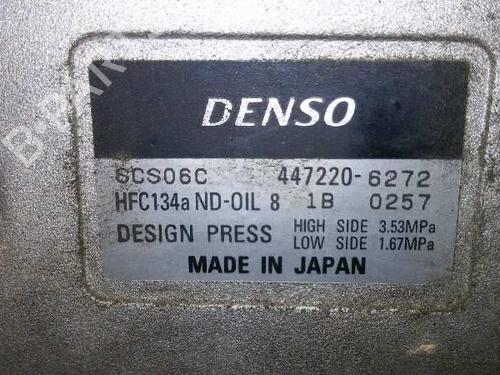 DENSO
SCS06C 447220-6272
HFC134a ND-OIL 8 1B 0257
DESIGN PRESS HIGH SIDE 3.53MPa
LOW SIDE 1.67MPa
MADE IN JAPAN
B-PARTS